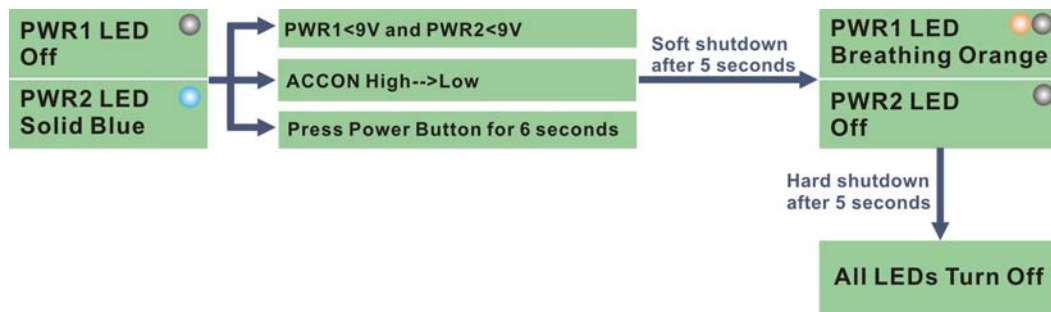 PWR1 LED
Off
PWR2 LED
Solid Blue
PWR1<9V and PWR2<9V
ACCON High-->Low
Press Power Button for 6 seconds
Soft shutdown
after 5 seconds
PWR1 LED
Breathing Orange
PWR2 LED
Off
Hard shutdown
after 5 seconds
All LEDs Turn Off